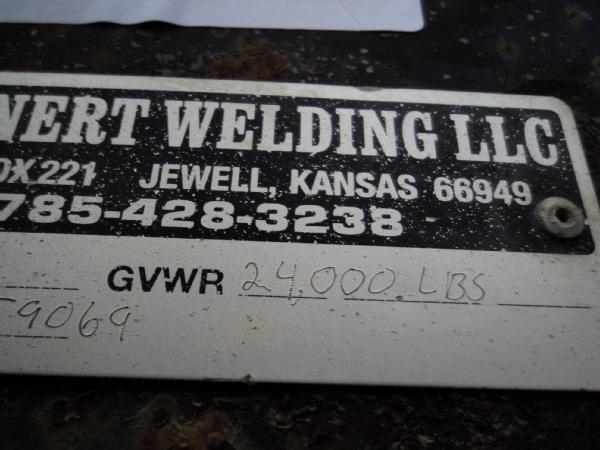 NERT WELDING LLC
OX 221 JEWELL, KANSAS 66949
785-428-3238
GVWR 24,000 LBS
9069